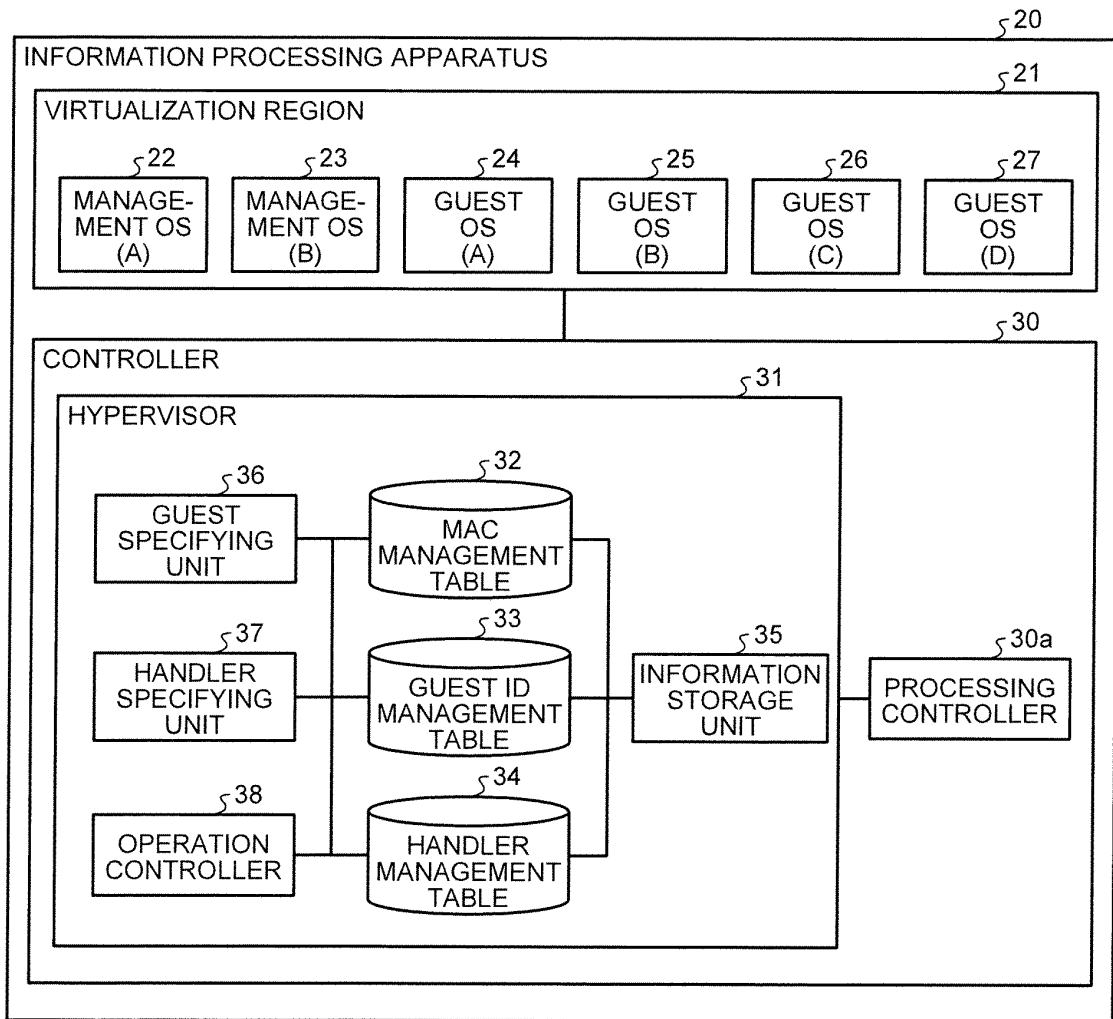 20
INFORMATION PROCESSING APPARATUS
21
VIRTUALIZATION REGION
22
23
24
25
26
27
MANAGE-
MENT OS
(A)
MANAGE-
MENT OS
(B)
GUEST
OS
(A)
GUEST
OS
(B)
GUEST
OS
(C)
GUEST
OS
(D)
30
CONTROLLER
31
HYPERVISOR
36
GUEST
SPECIFYING
UNIT
32
MAC
MANAGEMENT
TABLE
37
HANDLER
SPECIFYING
UNIT
33
GUEST ID
MANAGEMENT
TABLE
35
INFORMATION
STORAGE
UNIT
30a
PROCESSING
CONTROLLER
38
OPERATION
CONTROLLER
34
HANDLER
MANAGEMENT
TABLE